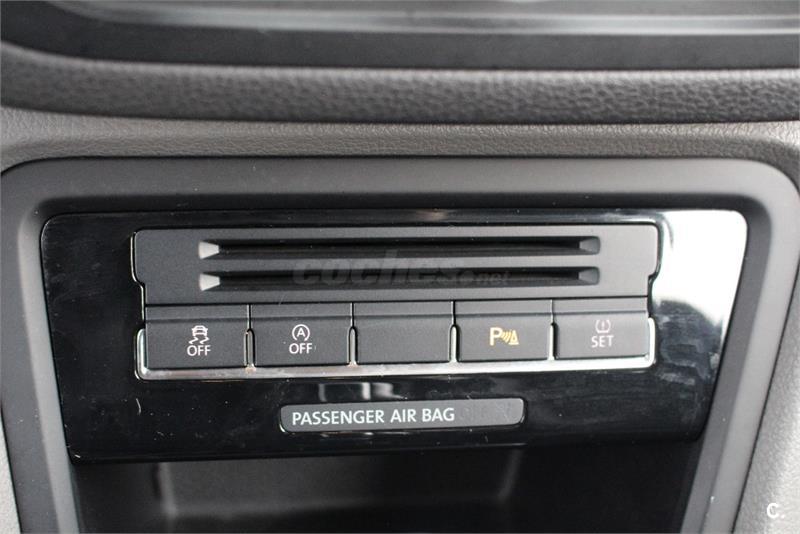 coches.net
OFF
A
OFF
P
SET
PASSENGER AIR BAG
c.